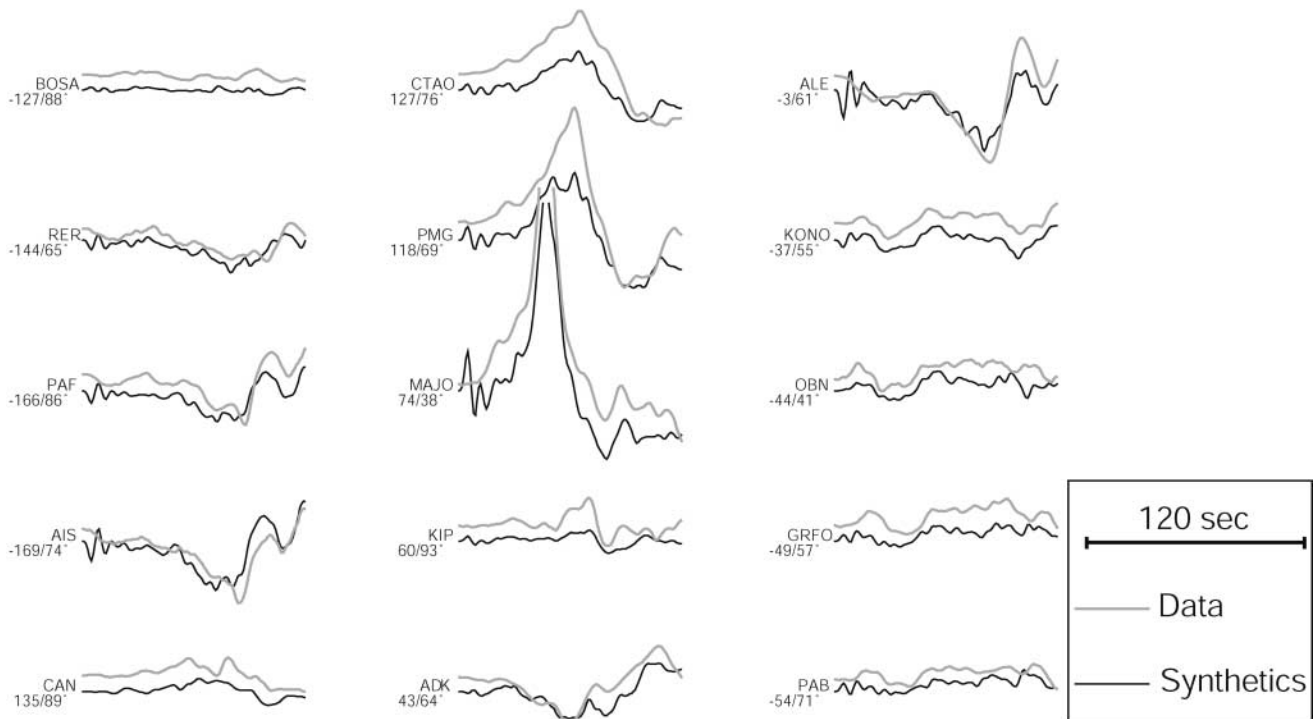 BOSA
-127/88°
RER
-144/65°
PAF
-166/86°
AIS
-169/74°
CAN
135/89°
CTAO
127/76°
PMG
118/69°
MAJO
74/38°
KIP
60/93°
ADK
43/64°
ALE
-3/61°
KONO
-37/55°
OBN
-44/41°
GRFO
-49/57°
PAB
-54/71°
120 sec
Data
Synthetics